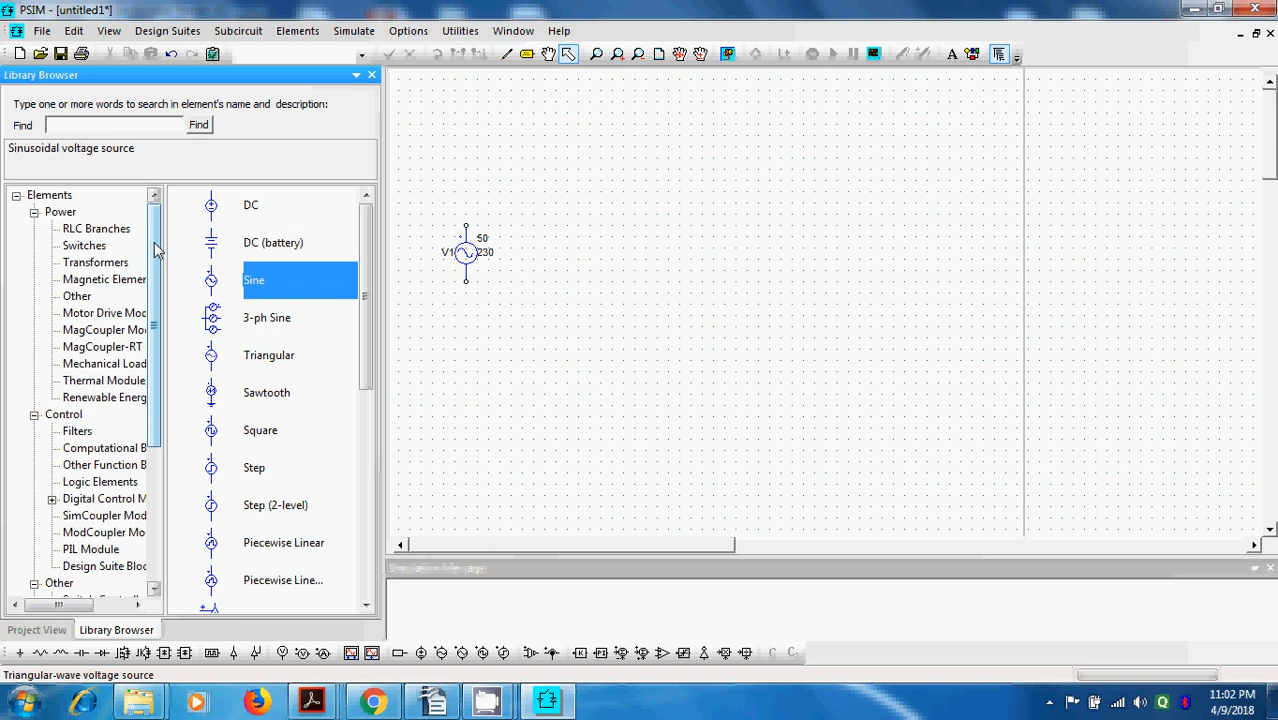 PSIM - [untitled1*]
File Edit View Design Suites Subcircuit Elements Simulate Options Utilities Window Help
Library Browser
Type one or more words to search in element's name and description:
Find
Find
Sinusoidal voltage source
Elements
Power
RLC Branches
Switches
Transformers
Magnetic Elemer
Other
Motor Drive Moc
MagCoupler Mo
MagCoupler-RT
Mechanical Load
Thermal Module
Renewable Energ
Control
Filters
Computational B
Other Function B
Logic Elements
Digital Control M
SimCoupler Mod
ModCoupler Mo
PIL Module
Design Suite Bloc
Other
DC
DC (battery)
Sine
3-ph Sine
Triangular
Sawtooth
Square
Step
Step (2-level)
Piecewise Linear
Piecewise Line...
50
V1 230
Project View Library Browser
Triangular-wave voltage source
11:02 PM
4/9/2018